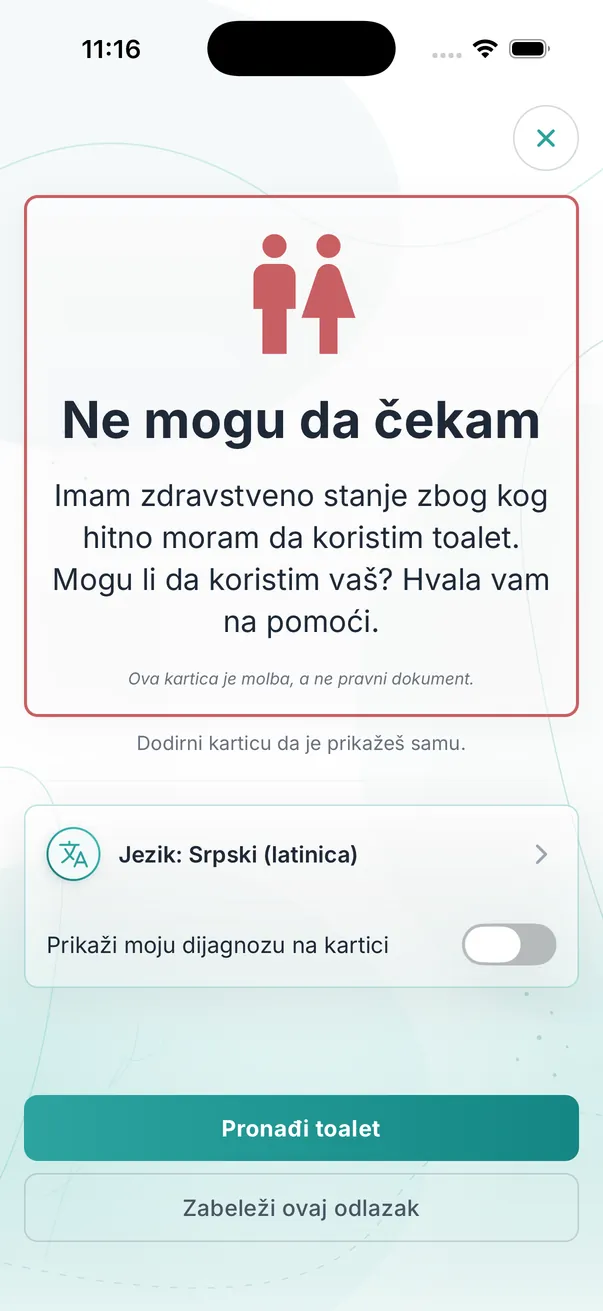 11:16
Ne mogu da čekam
Imam zdravstveno stanje zbog kog
hitno moram da koristim toalet.
Mogu li da koristim vaš? Hvala vam
na pomoći.
Ova kartica je molba, a ne pravni dokument.
Dodirni karticu da je prikažeš samu.
Jezik: Srpski (latinica)
Prikaži moju dijagnozu na kartici
Pronađi toalet
Zabeleži ovaj odlazak